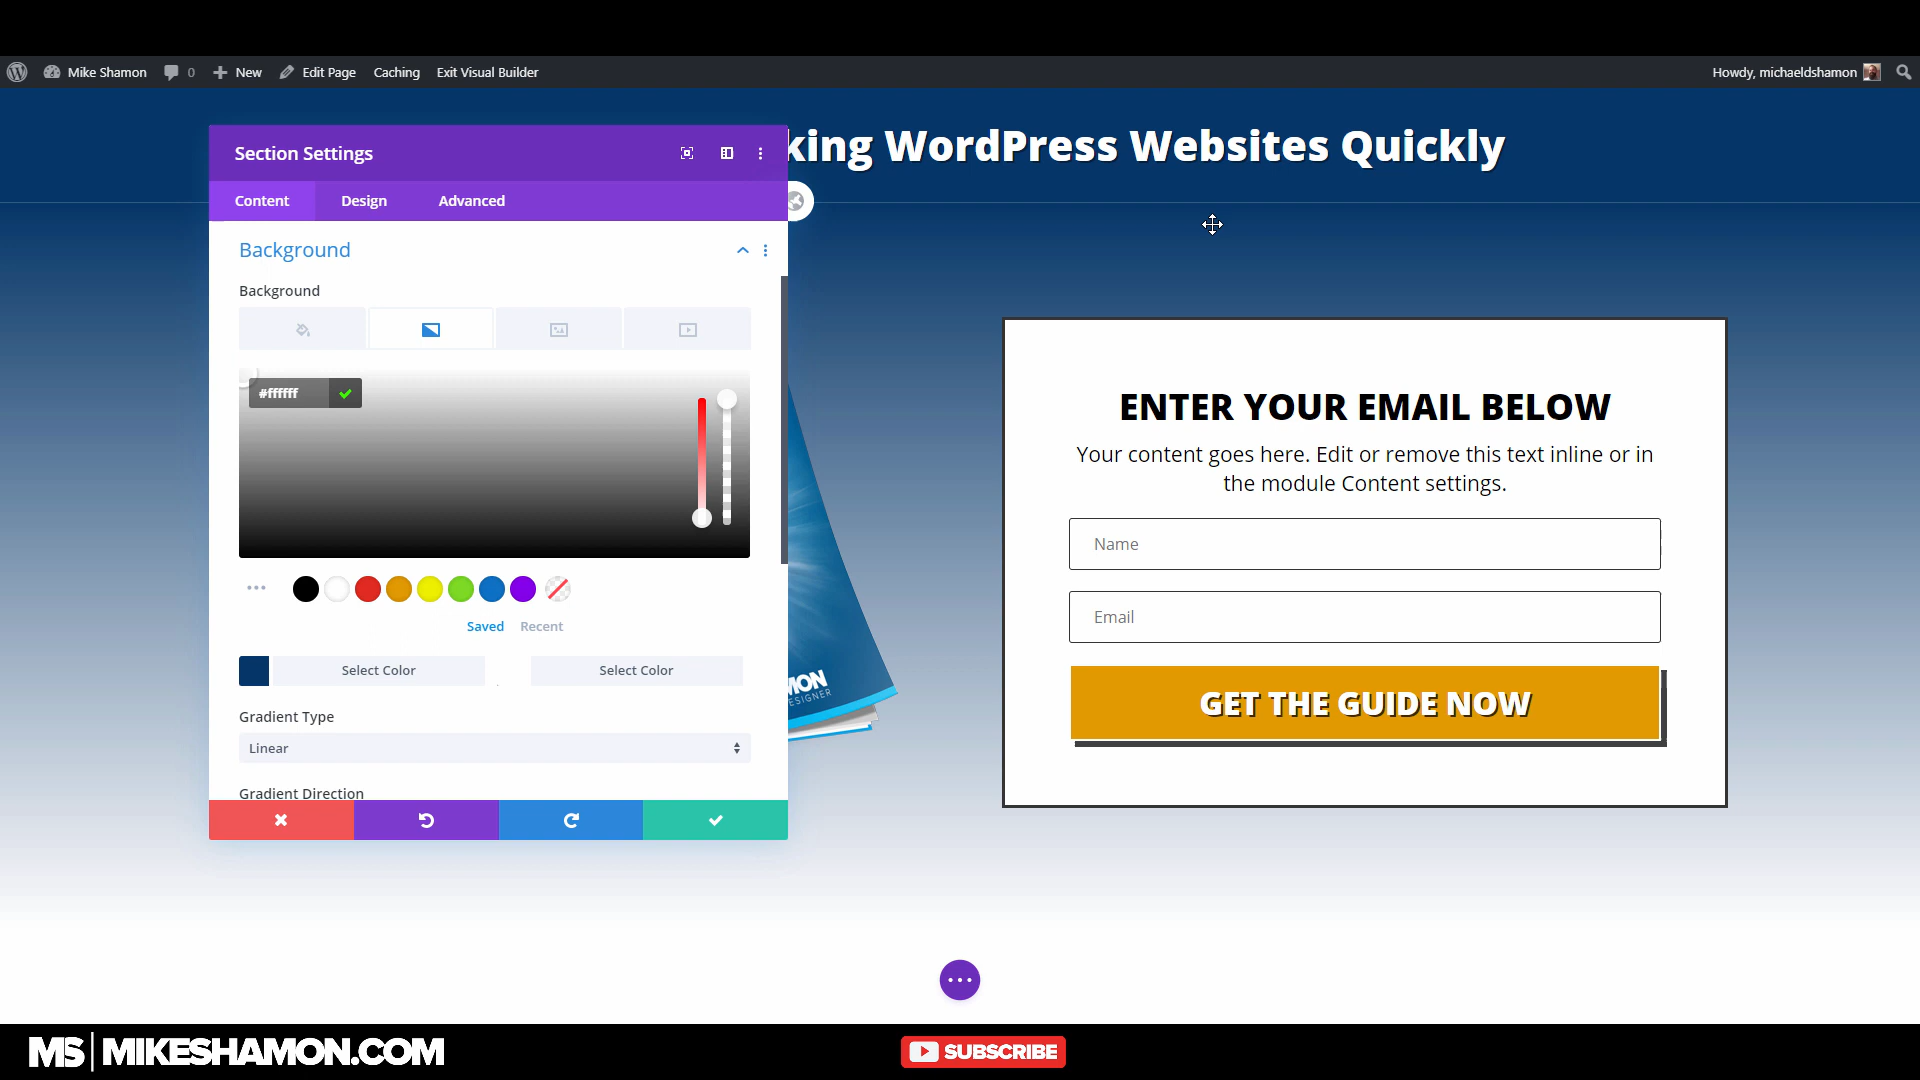 Mike Shamon
0
New
Edit Page
Caching
Exit Visual Builder
Howdy, michaeldshamon
king WordPress Websites Quickly
Section Settings
Content
Design
Advanced
Background
Background
#ffffff
Saved
Recent
Select Color
Select Color
Gradient Type
Linear
Gradient Direction
MON
ESIGNER
ENTER YOUR EMAIL BELOW
Your content goes here. Edit or remove this text inline or in
the module Content settings.
Name
Email
GET THE GUIDE NOW
MS MIKESHAMON.COM
SUBSCRIBE